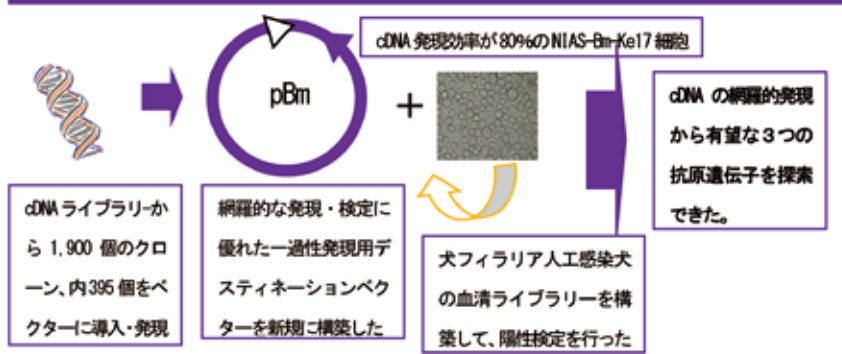 cDNA 発現効率が 80%の NIAS-Bm-Ke17 細胞
pBm
+
cDNA の網羅的発現
から有望な３つの
抗原遺伝子を探索
できた。
cDNA ライブラリーか
ら 1,900 個のクロ
ーン、内 395 個をベ
クターに導入・発現
網羅的な発現・検定に
優れた一過性発現用デ
スティネーションベク
ターを新規に構築した
犬フィラリア人工感染犬
の血清ライブラリーを構
築して、陽性検定を行った